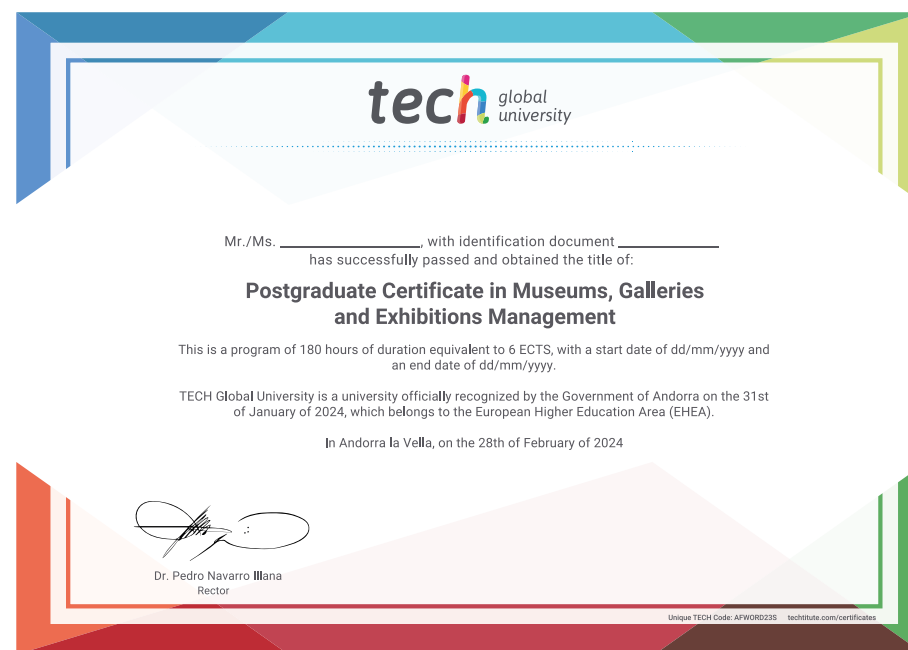 tech global
university
Mr./Ms. ____________, with identification document ____________
has successfully passed and obtained the title of:
Postgraduate Certificate in Museums, Galleries
and Exhibitions Management
This is a program of 180 hours of duration equivalent to 6 ECTS, with a start date of dd/mm/yyyy and
an end date of dd/mm/yyyy.
TECH Global University is a university officially recognized by the Government of Andorra on the 31st
of January of 2024, which belongs to the European Higher Education Area (EHEA).
In Andorra la Vella, on the 28th of February of 2024
Dr. Pedro Navarro Illana
Rector
Unique TECH Code: AFWORD23S techtitute.com/certificates